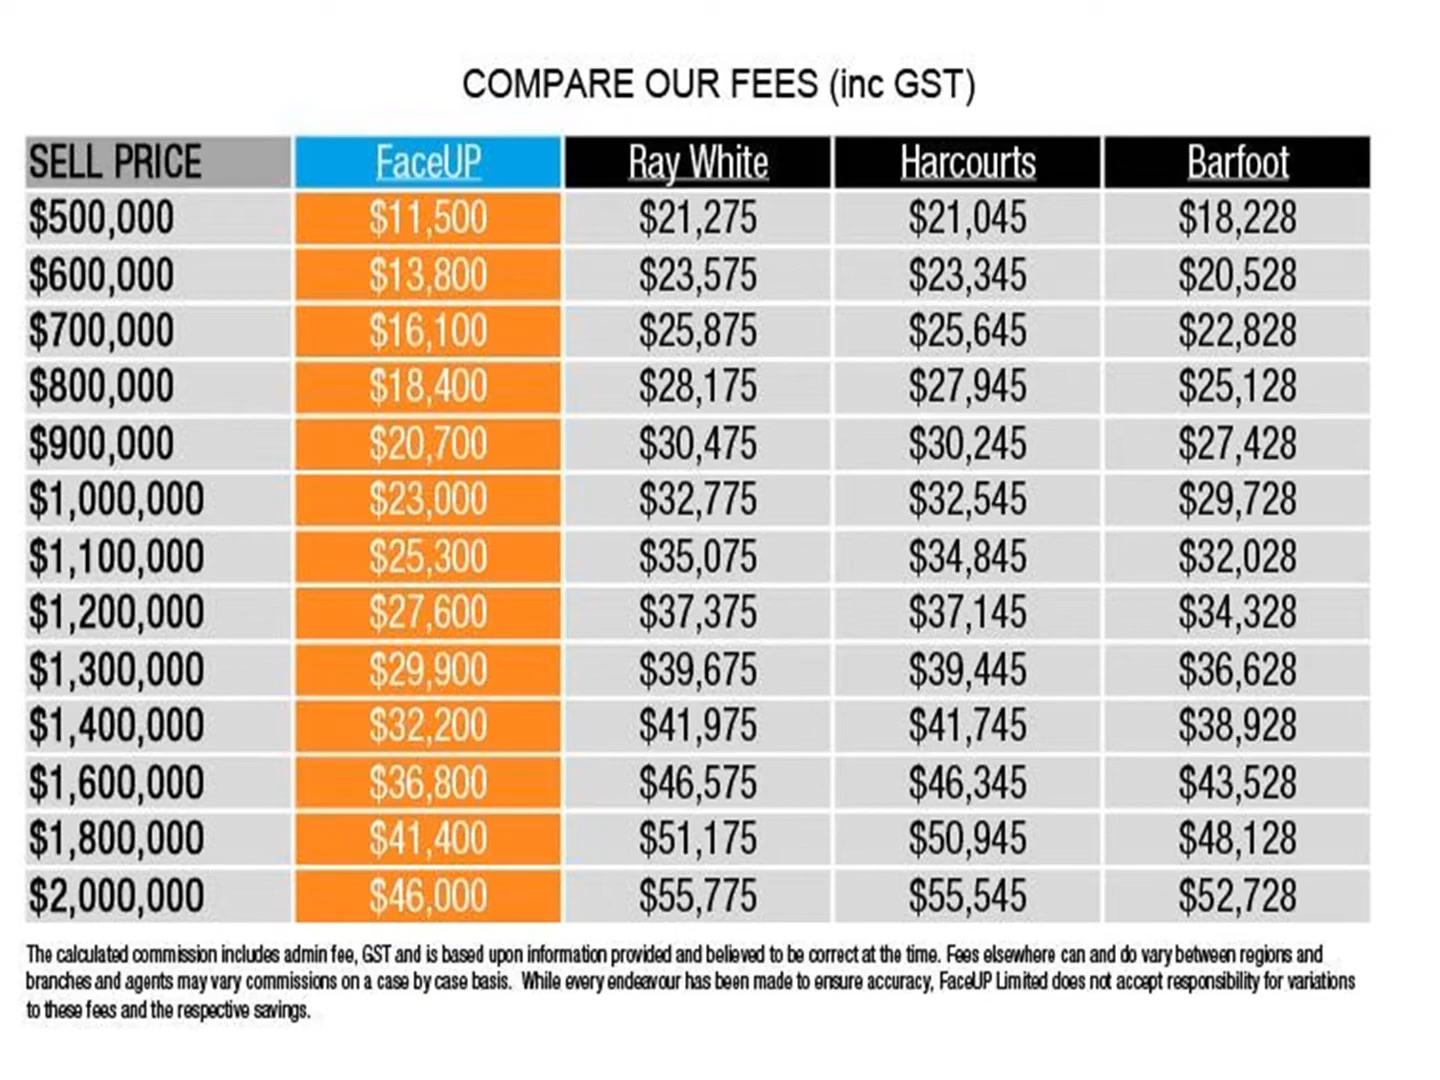 COMPARE OUR FEES (inc GST)
SELL PRICE FaceUP Ray White Harcourts Barfoot
$500,000 $11,500 $21,275 $21,045 $18,228
$600,000 $13,800 $23,575 $23,345 $20,528
$700,000 $16,100 $25,875 $25,645 $22,828
$800,000 $18,400 $28,175 $27,945 $25,128
$900,000 $20,700 $30,475 $30,245 $27,428
$1,000,000 $23,000 $32,775 $32,545 $29,728
$1,100,000 $25,300 $35,075 $34,845 $32,028
$1,200,000 $27,600 $37,375 $37,145 $34,328
$1,300,000 $29,900 $39,675 $39,445 $36,628
$1,400,000 $32,200 $41,975 $41,745 $38,928
$1,600,000 $36,800 $46,575 $46,345 $43,528
$1,800,000 $41,400 $51,175 $50,945 $48,128
$2,000,000 $46,000 $55,775 $55,545 $52,728
The calculated commission includes admin fee, GST and is based upon information provided and believed to be correct at the time. Fees elsewhere can and do vary between regions and
branches and agents may vary commissions on a case by case basis. While every endeavour has been made to ensure accuracy, FaceUP Limited does not accept responsibility for variations
to these fees and the respective savings.